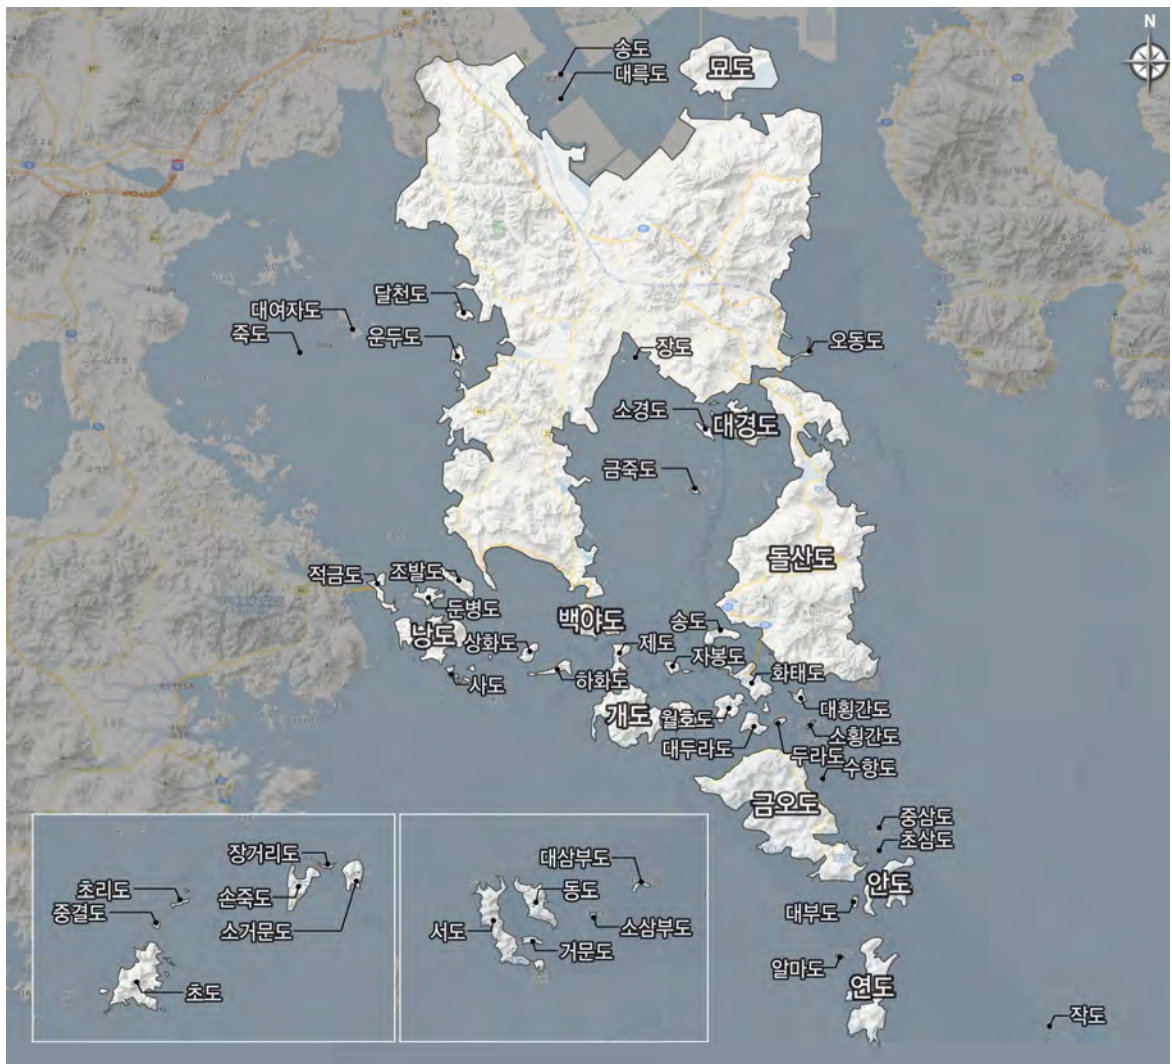 N
송도
대륵도
묘도
달천도
대여자도
죽도
운두도
장도
오동도
소경도
대경도
금죽도
돌산도
적금도
조발도
둔병도
낭도
백야도
송도
상화도
제도
자봉도
사도
하화도
화태도
대횡간도
개도
월호도
소횡간도
대두라도
두라도
수항도
금오도
중삼도
초삼도
안도
대부도
알마도
연도
작도
장거리도
초리도
손죽도
중결도
소거문도
초도
대삼부도
동도
서도
소삼부도
거문도